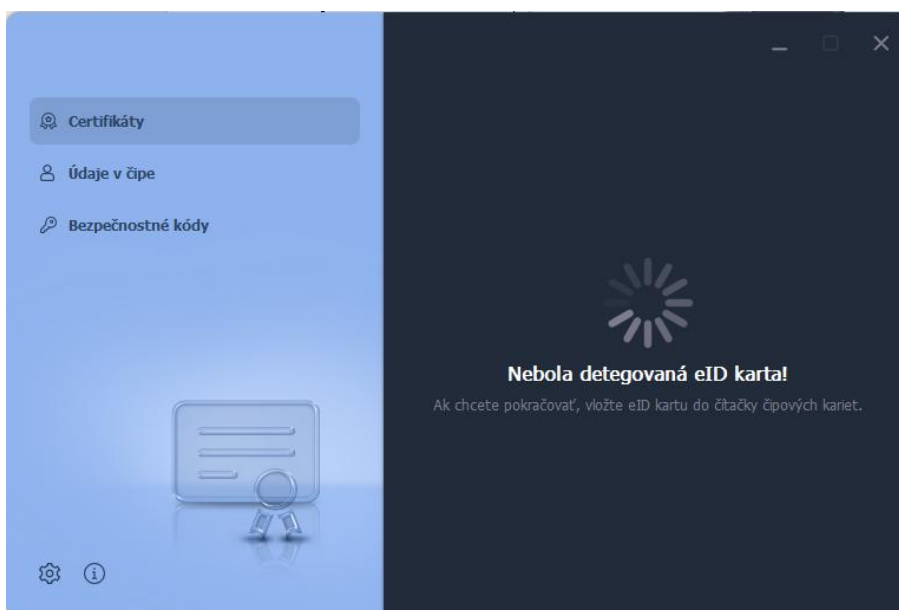 Certifikáty
Údaje v čipe
Bezpečnostné kódy
Nebola detegovaná eID karta!
Ak chcete pokračovať, vložte eID kartu do čítačky čipových kariet.